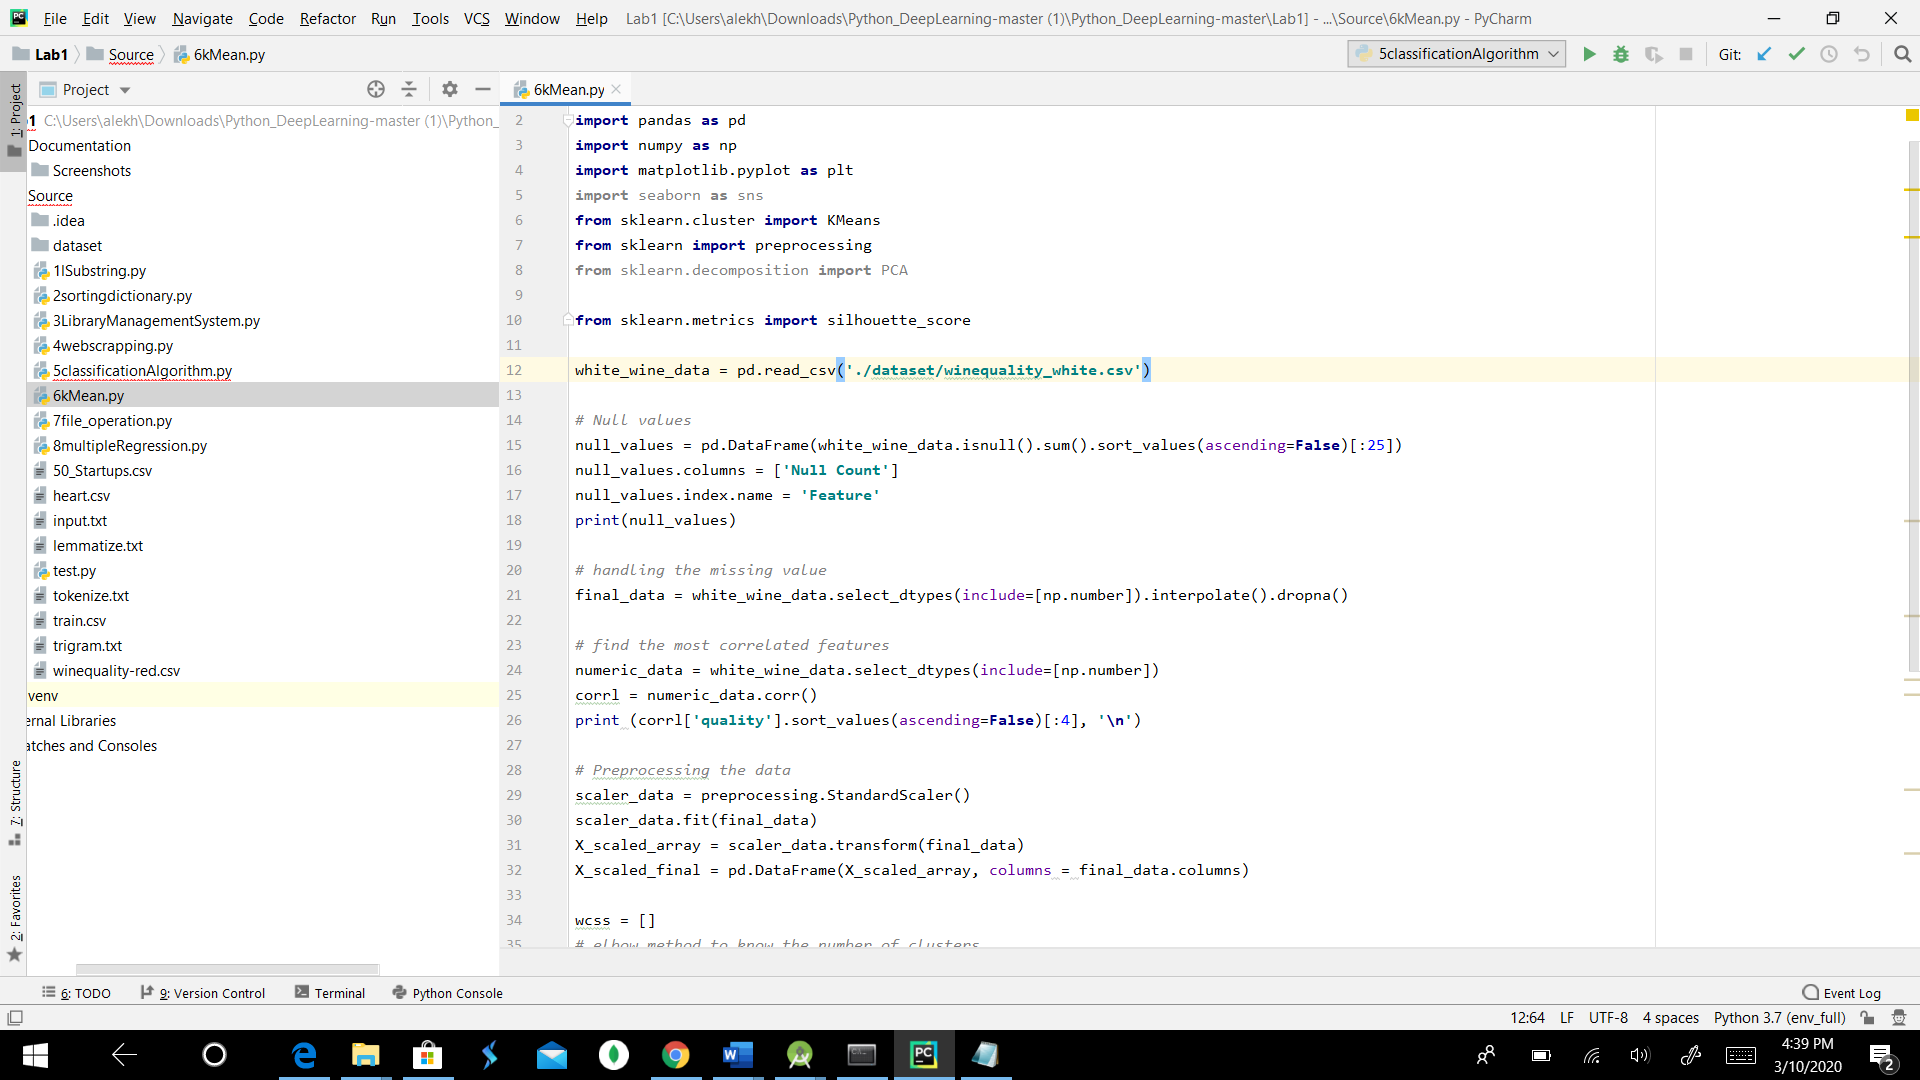 File Edit View Navigate Code Refactor Run Tools VCS Window Help Lab1 [C:\Users\alekh\Downloads\Python_DeepLearning-master (1)\Python_DeepLearning-master\Lab1] - ...\Source\6kMean.py - PyCharm
Lab1 Source 6kMean.py 5classificationAlgorithm Git:
Project 6kMean.py
1: Project
1 C:\Users\alekh\Downloads\Python_DeepLearning-master (1)\Python_
Documentation
Screenshots
Source
.idea
dataset
1lSubstring.py
2sortingdictionary.py
3LibraryManagementSystem.py
4webscrapping.py
5classificationAlgorithm.py
6kMean.py
7file_operation.py
8multipleRegression.py
50_Startups.csv
heart.csv
input.txt
lemmatize.txt
test.py
tokenize.txt
train.csv
trigram.txt
winequality-red.csv
venv
ernal Libraries
atches and Consoles
7: Structure
2: Favorites
2 import pandas as pd
3 import numpy as np
4 import matplotlib.pyplot as plt
5 import seaborn as sns
6 from sklearn.cluster import KMeans
7 from sklearn import preprocessing
8 from sklearn.decomposition import PCA
9
10 from sklearn.metrics import silhouette_score
11
12 white_wine_data = pd.read_csv('./dataset/winequality_white.csv')
13
14 # Null values
15 null_values = pd.DataFrame(white_wine_data.isnull().sum().sort_values(ascending=False)[:25])
16 null_values.columns = ['Null Count']
17 null_values.index.name = 'Feature'
18 print(null_values)
19
20 # handling the missing value
21 final_data = white_wine_data.select_dtypes(include=[np.number]).interpolate().dropna()
22
23 # find the most correlated features
24 numeric_data = white_wine_data.select_dtypes(include=[np.number])
25 corrl = numeric_data.corr()
26 print (corrl['quality'].sort_values(ascending=False)[:4], '\n')
27
28 # Preprocessing the data
29 scaler_data = preprocessing.StandardScaler()
30 scaler_data.fit(final_data)
31 X_scaled_array = scaler_data.transform(final_data)
32 X_scaled_final = pd.DataFrame(X_scaled_array, columns = final_data.columns)
33
34 wcss = []
35 # elbow method to know the number of clusters
6: TODO 9: Version Control Terminal Python Console Event Log
12:64 LF UTF-8 4 spaces Python 3.7 (env_full)
4:39 PM
3/10/2020
2